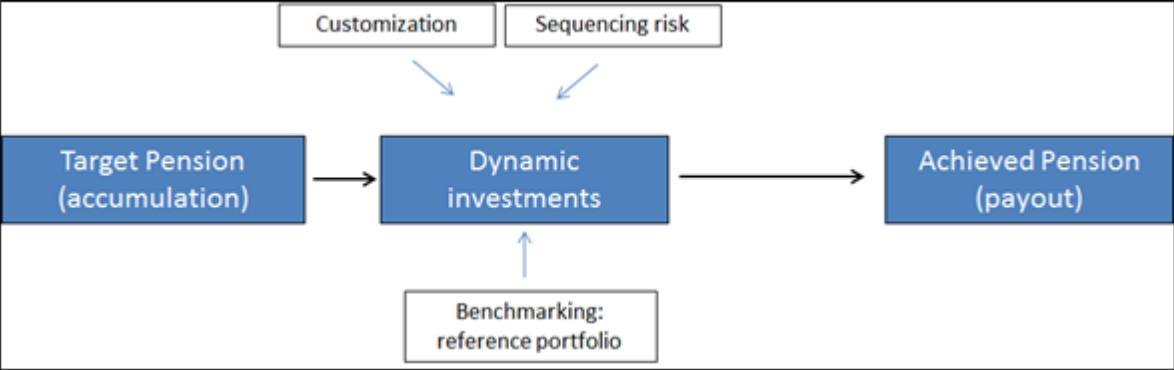 Customization
Sequencing risk
Target Pension
(accumulation)
Dynamic
investments
Achieved Pension
(payout)
Benchmarking:
reference portfolio